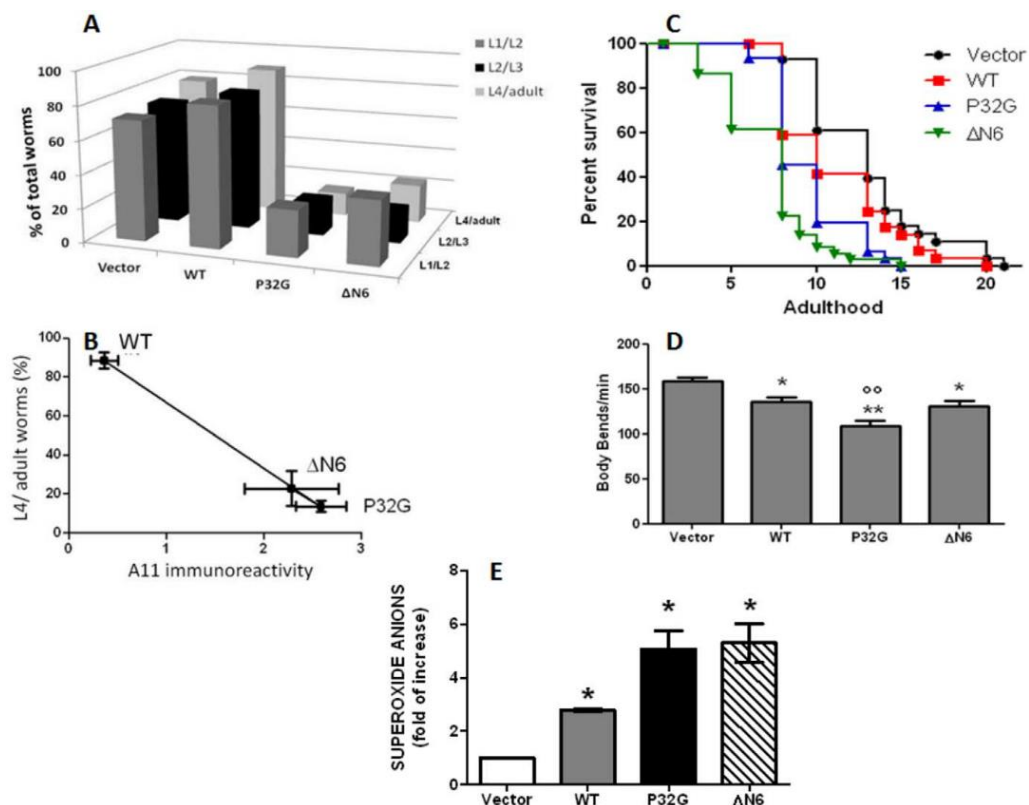 A
L1/L2
L2/L3
L4/adult
% of total worms
100
80
60
40
20
0
Vector
WT
P32G
ΔN6
L4/adult
L2/L3
L1/L2
C
Percent survival
100
80
60
40
20
0
0
5
10
15
20
Adulthood
Vector
WT
P32G
ΔN6
B
L4/ adult worms (%)
100
80
60
40
20
0
0
1
2
3
A11 immunoreactivity
WT
ΔN6
P32G
D
Body Bends/min
200
150
100
50
0
*
°°
**
*
Vector
WT
P32G
ΔN6
E
SUPEROXIDE ANIONS
(fold of increase)
8
6
4
2
0
*
*
*
Vector
WT
P32G
ΔN6